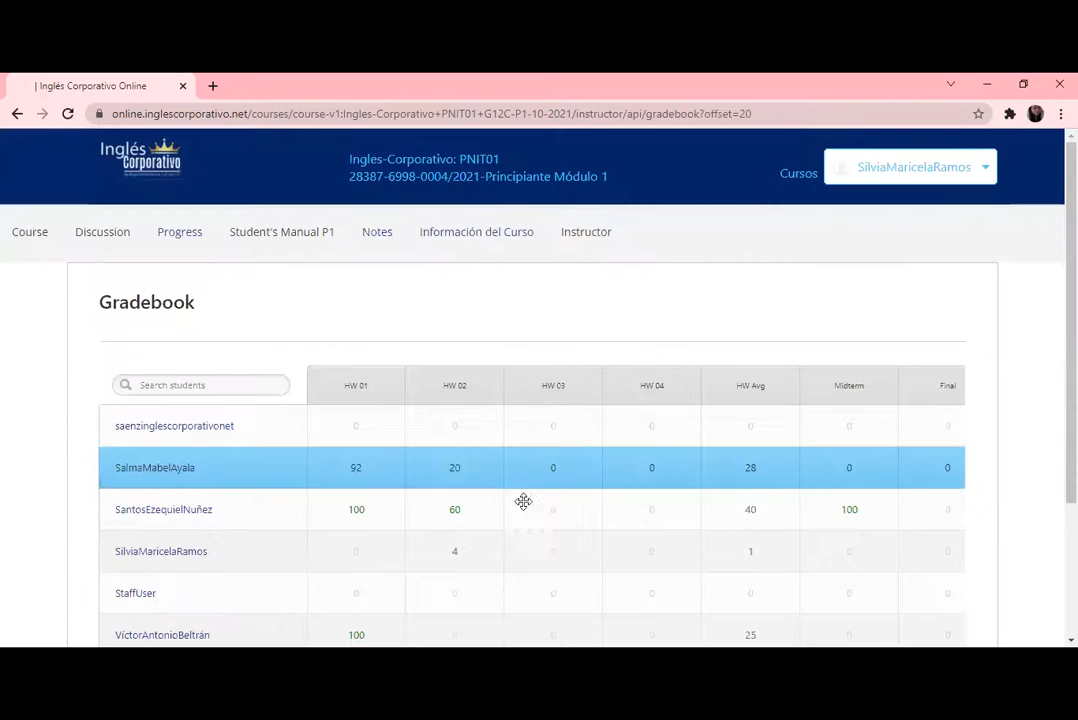 | Inglés Corporativo Online
online.inglescorporativo.net/courses/course-v1:Ingles-Corporativo+PNIT01+G12C-P1-10-2021/instructor/api/gradebook?offset=20
Inglés
Corporativo
Ingles-Corporativo: PNIT01
28387-6998-0004/2021-Principiante Módulo 1
Cursos
SilviaMaricelaRamos
Course Discussion Progress Student's Manual P1 Notes Información del Curso Instructor
Gradebook
Search students HW 01 HW 02 HW 03 HW 04 HW Avg Midterm Final
saenzinglescorporativonet 0 0 0 0 0 0 0
SalmaMabelAyala 92 20 0 0 28 0 0
SantosEzequielNuñez 100 60 0 0 40 100 0
SilviaMaricelaRamos 0 4 0 0 1 0 0
StaffUser 0 0 0 0 0 0 0
VíctorAntonioBeltrán 100 0 0 0 25 0 0